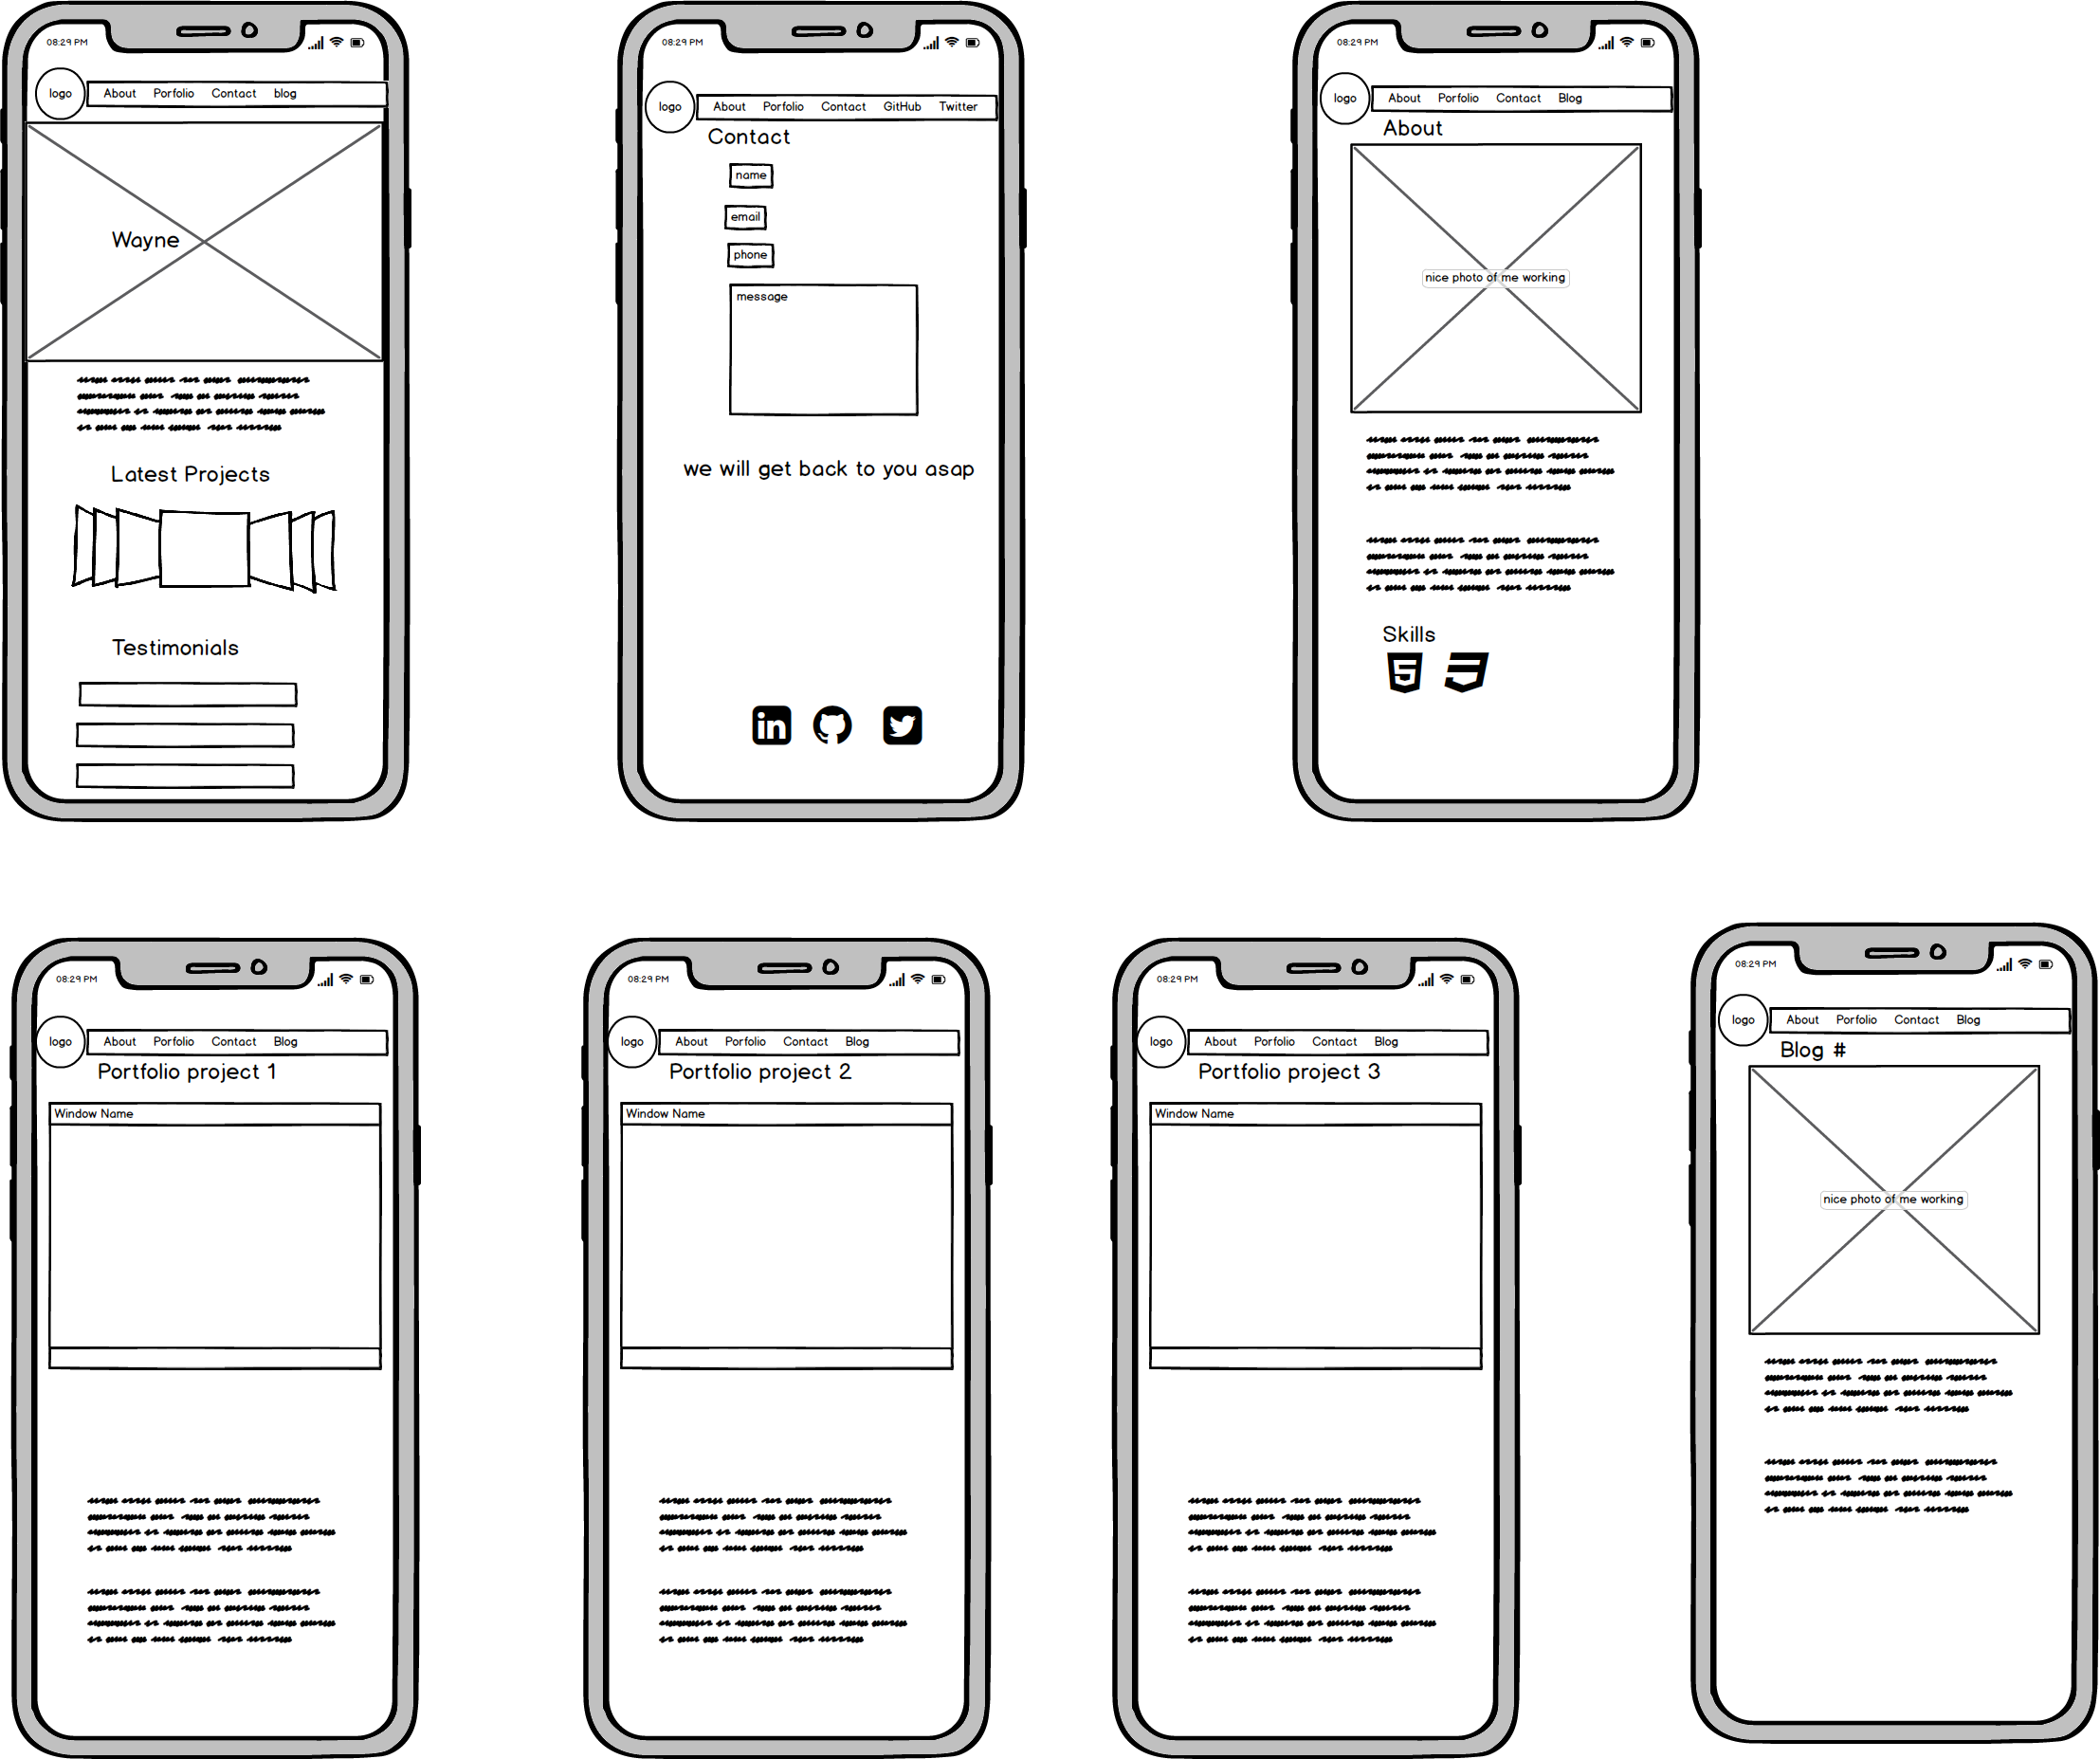 08:29 PM
logo About Porfolio Contact blog
Wayne
Latest Projects
Testimonials
08:29 PM
logo About Porfolio Contact GitHub Twitter
Contact
name
email
phone
message
we will get back to you asap
in
08:29 PM
logo About Porfolio Contact Blog
About
nice photo of me working
Skills
5
08:29 PM
logo About Porfolio Contact Blog
Portfolio project 1
Window Name
08:29 PM
logo About Porfolio Contact Blog
Portfolio project 2
Window Name
08:29 PM
logo About Porfolio Contact Blog
Portfolio project 3
Window Name
08:29 PM
logo About Porfolio Contact Blog
Blog #
nice photo of me working